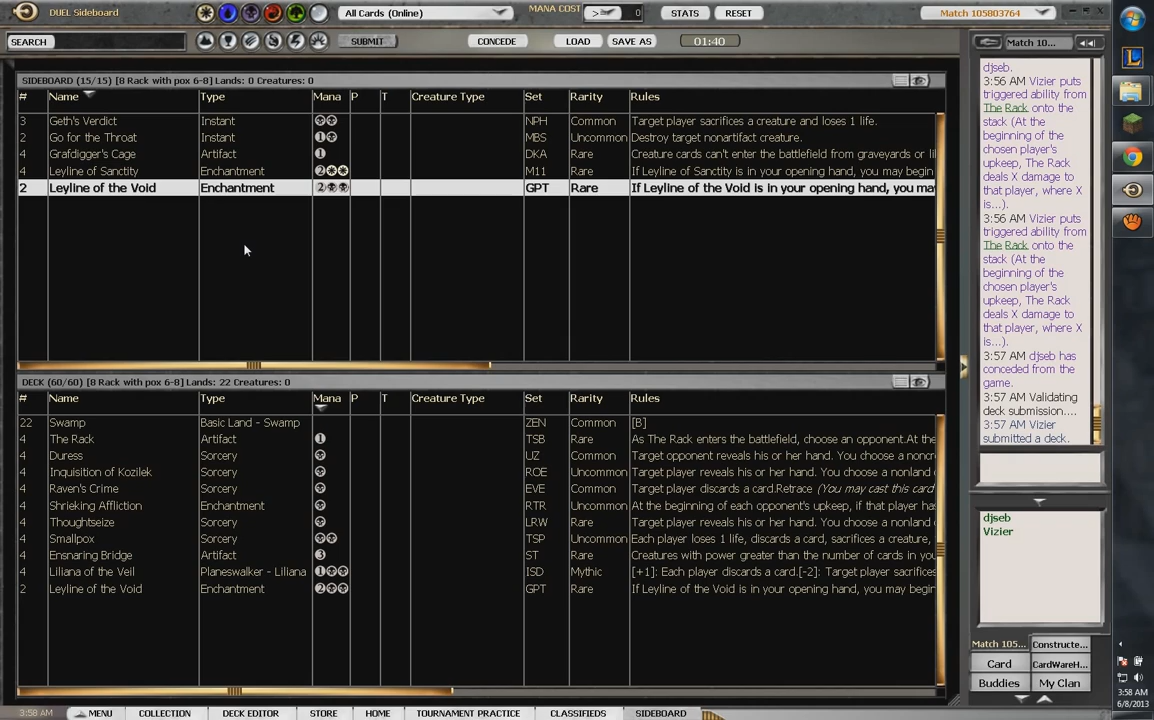 DUEL Sideboard
All Cards (Online)
MANA COST
>=
0
STATS
RESET
Match 105803764
SEARCH
SUBMIT
CONCEDE
LOAD
SAVE AS
01:40
Match 10...
SIDEBOARD (15/15) [8 Rack with pox 6-8] Lands: 0 Creatures: 0
# Name Type Mana P T Creature Type Set Rarity Rules
3 Geth's Verdict Instant NPH Common Target player sacrifices a creature and loses 1 life.
2 Go for the Throat Instant 1 MBS Uncommon Destroy target nonartifact creature.
4 Grafdigger's Cage Artifact 1 DKA Rare Creature cards can't enter the battlefield from graveyards or li
4 Leyline of Sanctity Enchantment 2 M11 Rare If Leyline of Sanctity is in your opening hand, you may begin
2 Leyline of the Void Enchantment 2 GPT Rare If Leyline of the Void is in your opening hand, you may
DECK (60/60) [8 Rack with pox 6-8] Lands: 22 Creatures: 0
# Name Type Mana P T Creature Type Set Rarity Rules
22 Swamp Basic Land - Swamp ZEN Common [B]
4 The Rack Artifact 1 TSB Rare As The Rack enters the battlefield, choose an opponent.At the
4 Duress Sorcery UZ Common Target opponent reveals his or her hand. You choose a nonc
4 Inquisition of Kozilek Sorcery ROE Uncommon Target player reveals his or her hand. You choose a nonland
4 Raven's Crime Sorcery EVE Common Target player discards a card.Retrace (You may cast this card
4 Shrieking Affliction Enchantment RTR Uncommon At the beginning of each opponent's upkeep, if that player ha
4 Thoughtseize Sorcery LRW Rare Target player reveals his or her hand. You choose a nonland
4 Smallpox Sorcery TSP Uncommon Each player loses 1 life, discards a card, sacrifices a creature,
4 Ensnaring Bridge Artifact 3 ST Rare Creatures with power greater than the number of cards in you
4 Liliana of the Veil Planeswalker - Liliana 1 ISD Mythic [+1]: Each player discards a card.[-2]: Target player sacrifices
2 Leyline of the Void Enchantment 2 GPT Rare If Leyline of the Void is in your opening hand, you may begin
djseb.
3:56 AM Vizier puts
triggered ability from
The Rack onto the
stack (At the
beginning of the
chosen player's
upkeep, The Rack
deals X damage to
that player, where X
is...).
3:56 AM Vizier puts
triggered ability from
The Rack onto the
stack (At the
beginning of the
chosen player's
upkeep, The Rack
deals X damage to
that player, where X
is...).
3:57 AM djseb has
conceded from the
game.
3:57 AM Validating
deck submission....
3:57 AM Vizier
submitted a deck.
djseb
Vizier
Match 105...
Constructe...
Card
CardWareH...
Buddies
My Clan
3:58 AM
MENU
COLLECTION
DECK EDITOR
STORE
HOME
TOURNAMENT PRACTICE
CLASSIFIEDS
SIDEBOARD
3:58 AM
6/8/2013